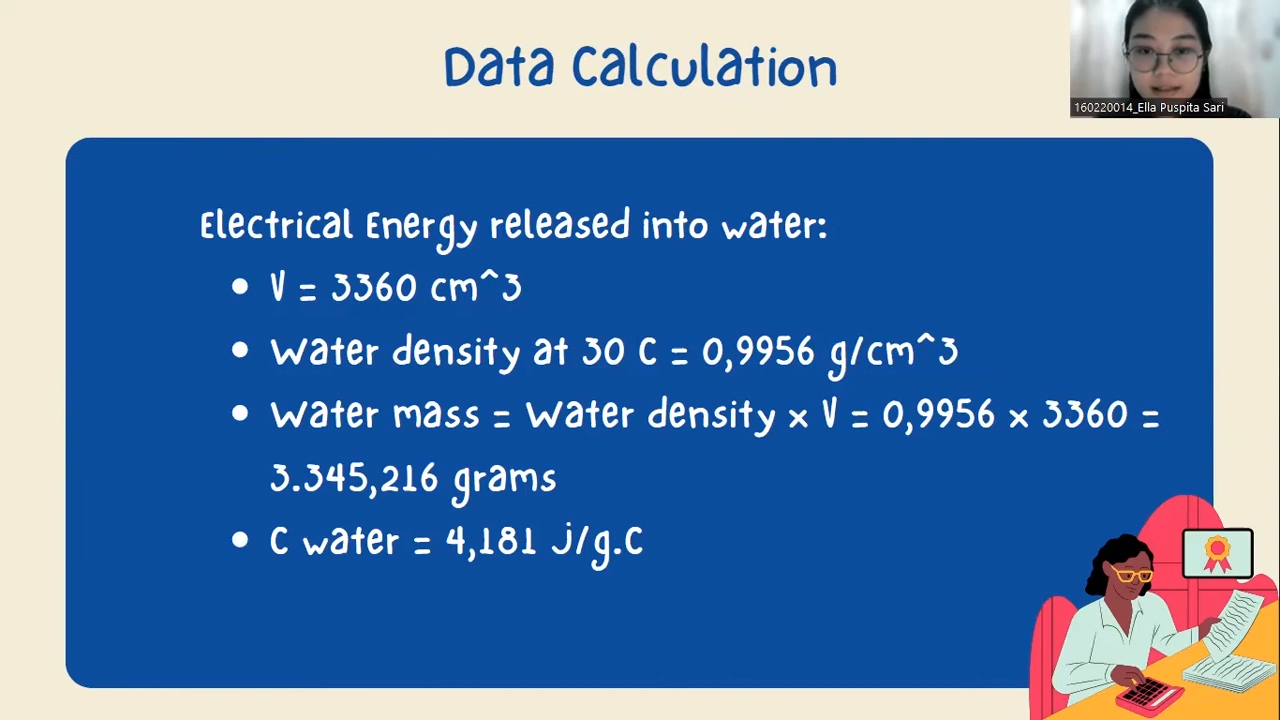 Data Calculation
160220014_Ella Puspita Sari
Electrical Energy released into water:
• V = 3360 cm^3
• Water density at 30 C = 0,9956 g/cm^3
• Water mass = Water density x V = 0,9956 x 3360 =
3.345,216 grams
• C water = 4,181 j/g.C